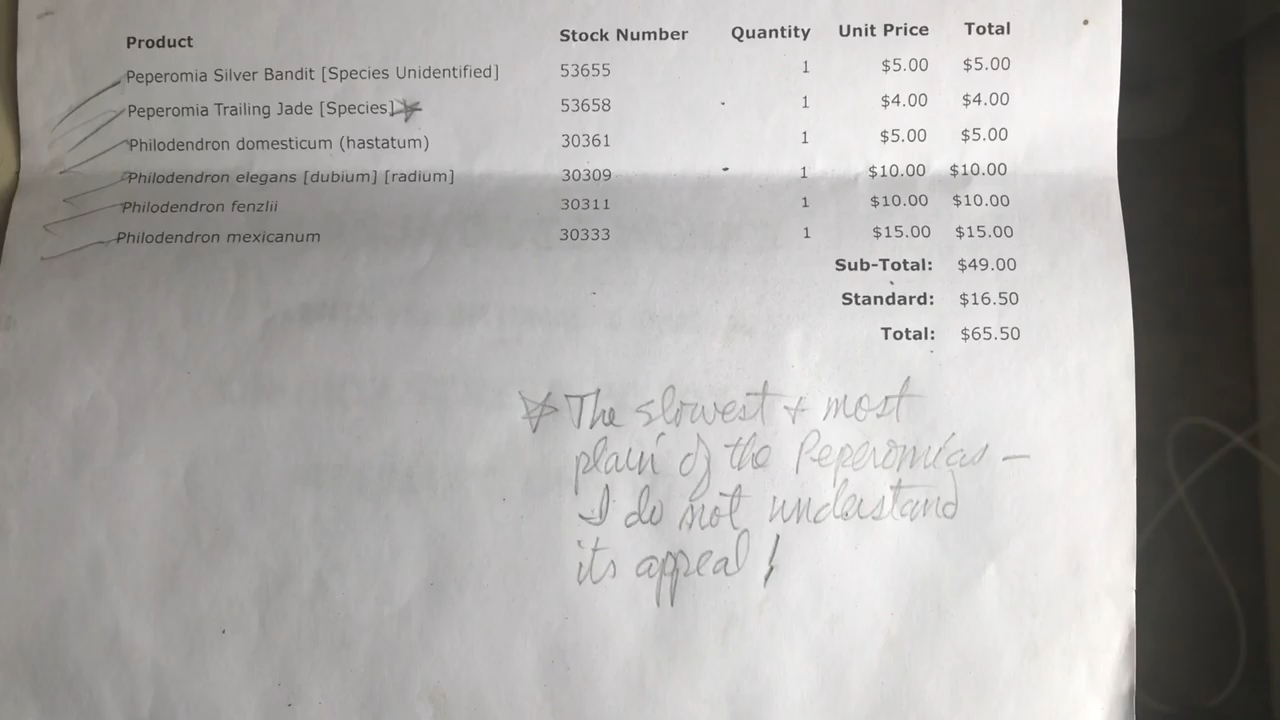 Product Stock Number Quantity Unit Price Total
Peperomia Silver Bandit [Species Unidentified] 53655 1 $5.00 $5.00
Peperomia Trailing Jade [Species] 53658 1 $4.00 $4.00
Philodendron domesticum (hastatum) 30361 1 $5.00 $5.00
Philodendron elegans [dubium] [radium] 30309 1 $10.00 $10.00
Philodendron fenzlii 30311 1 $10.00 $10.00
Philodendron mexicanum 30333 1 $15.00 $15.00
Sub-Total: $49.00
Standard: $16.50
Total: $65.50
The slowest + most
plain of the Peperomias —
I do not understand
its appeal!